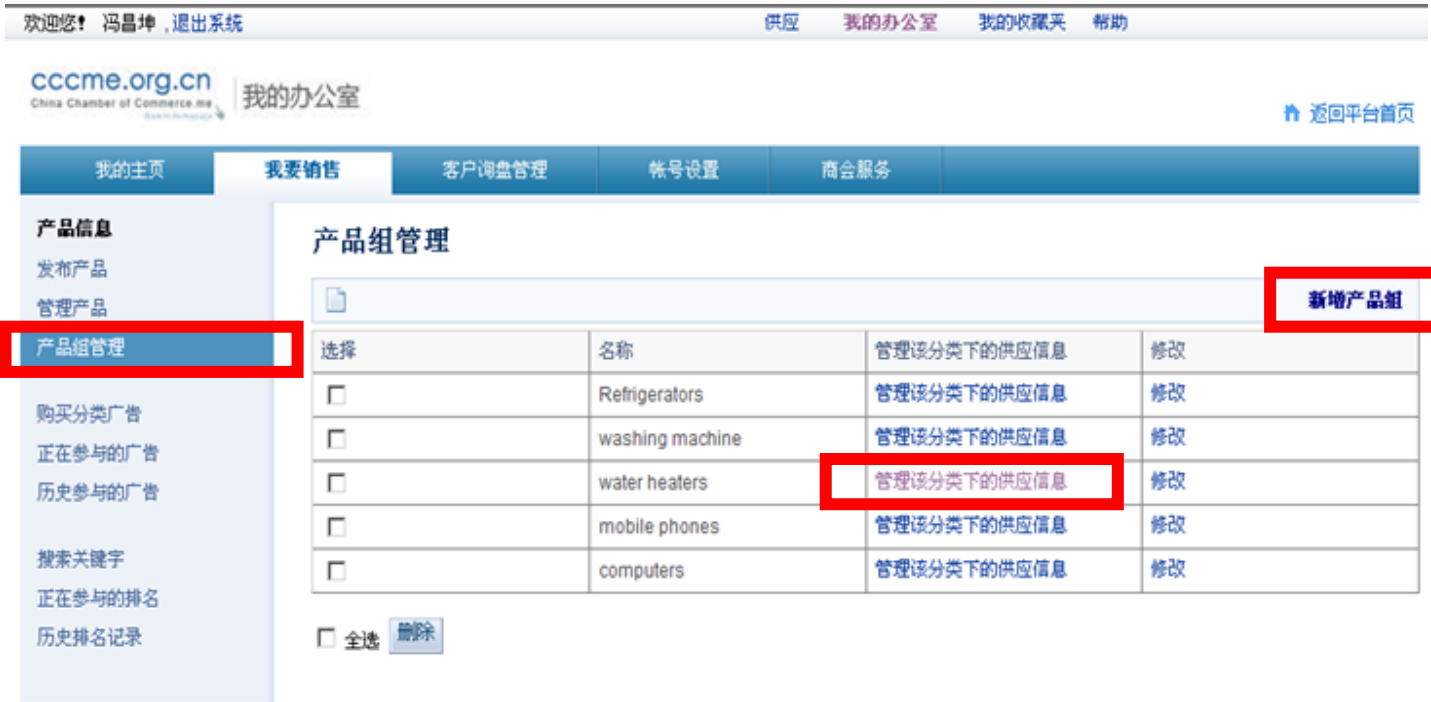 欢迎您! 冯昌坤 ,退出系统 供应 我的办公室 我的收藏夹 帮助
cccme.org.cn 我的办公室
China Chamber of Commerce.me
返回平台首页
我的主页 我要销售 客户询盘管理 帐号设置 商会服务
产品信息
发布产品
管理产品
产品组管理
购买分类广告
正在参与的广告
历史参与的广告
搜索关键字
正在参与的排名
历史排名记录
产品组管理
新增产品组
选择 名称 管理该分类下的供应信息 修改
Refrigerators 管理该分类下的供应信息 修改
washing machine 管理该分类下的供应信息 修改
water heaters 管理该分类下的供应信息 修改
mobile phones 管理该分类下的供应信息 修改
computers 管理该分类下的供应信息 修改
全选 删除